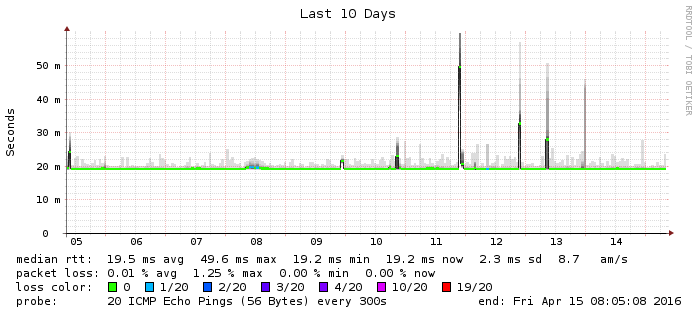 Last 10 Days
RRDTOOL / TOBI OETIKER
Seconds
50 m
40 m
30 m
20 m
10 m
0
05 06 07 08 09 10 11 12 13 14
median rtt: 19.5 ms avg 49.6 ms max 19.2 ms min 19.2 ms now 2.3 ms sd 8.7 am/s
packet loss: 0.01 % avg 1.25 % max 0.00 % min 0.00 % now
loss color: 0 1/20 2/20 3/20 4/20 10/20 19/20
probe: 20 ICMP Echo Pings (56 Bytes) every 300s end: Fri Apr 15 08:05:08 2016